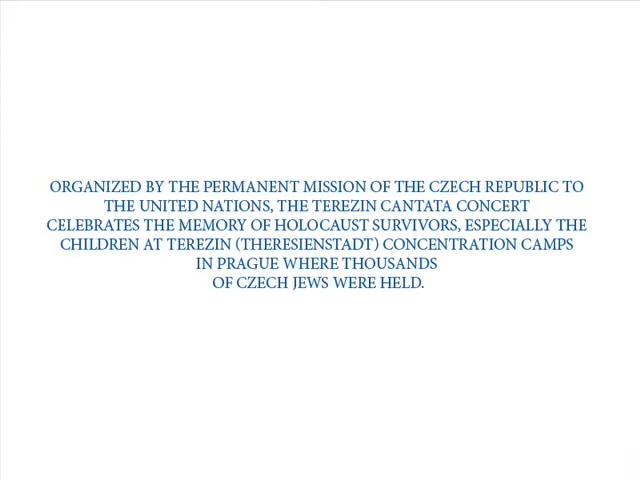 ORGANIZED BY THE PERMANENT MISSION OF THE CZECH REPUBLIC TO
THE UNITED NATIONS, THE TEREZIN CANTATA CONCERT
CELEBRATES THE MEMORY OF HOLOCAUST SURVIVORS, ESPECIALLY THE
CHILDREN AT TEREZIN (THERESIENSTADT) CONCENTRATION CAMPS
IN PRAGUE WHERE THOUSANDS
OF CZECH JEWS WERE HELD.